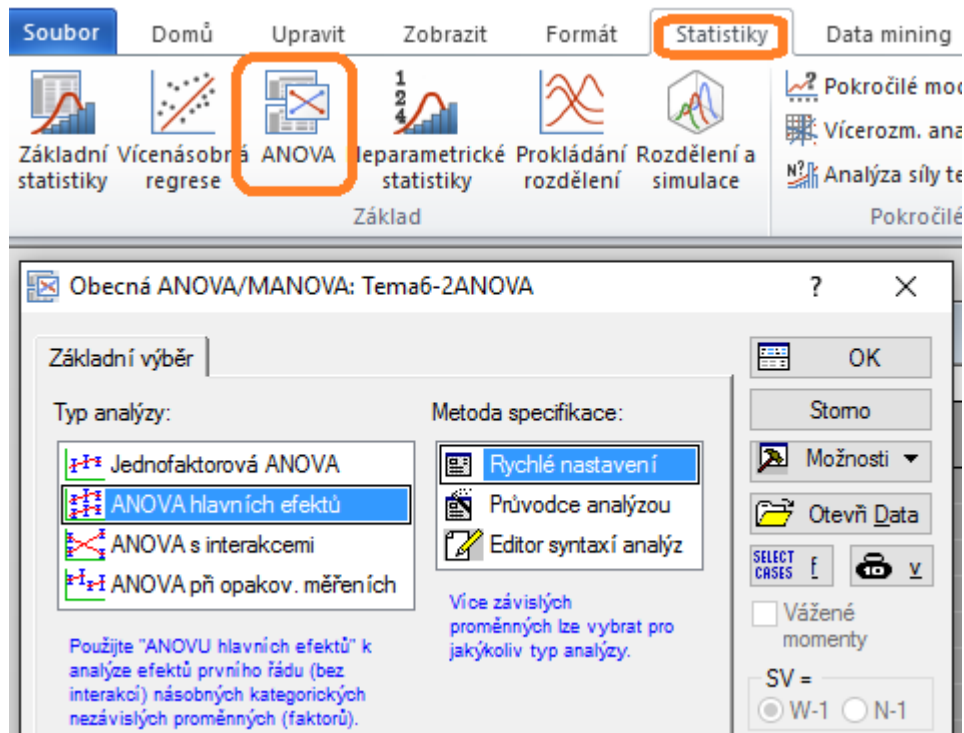 Soubor Domů Upravit Zobrazit Formát Statistiky Data mining
Základní statistiky
Vícenásobná regrese
ANOVA
Neparametrické statistiky
Prokládání rozdělení
Rozdělení a simulace
Pokročilé moc
Vícerozm. ana
Analýza síly te
Základ
Pokročilé
Obecná ANOVA/MANOVA: Tema6-2ANOVA
Základní výběr
Typ analýzy:
Jednofaktorová ANOVA
ANOVA hlavních efektů
ANOVA s interakcemi
ANOVA při opakov. měřeních
Použijte "ANOVU hlavních efektů" k
analýze efektů prvního řádu (bez
interakcí) násobných kategorických
nezávislých proměnných (faktorů).
Metoda specifikace:
Rychlé nastavení
Průvodce analýzou
Editor syntaxí analýz
Více závislých
proměnných lze vybrat pro
jakýkoliv typ analýzy.
OK
Storno
Možnosti
Otevři Data
SELECT CASES f
10 v
Vážené
momenty
SV =
W-1 N-1